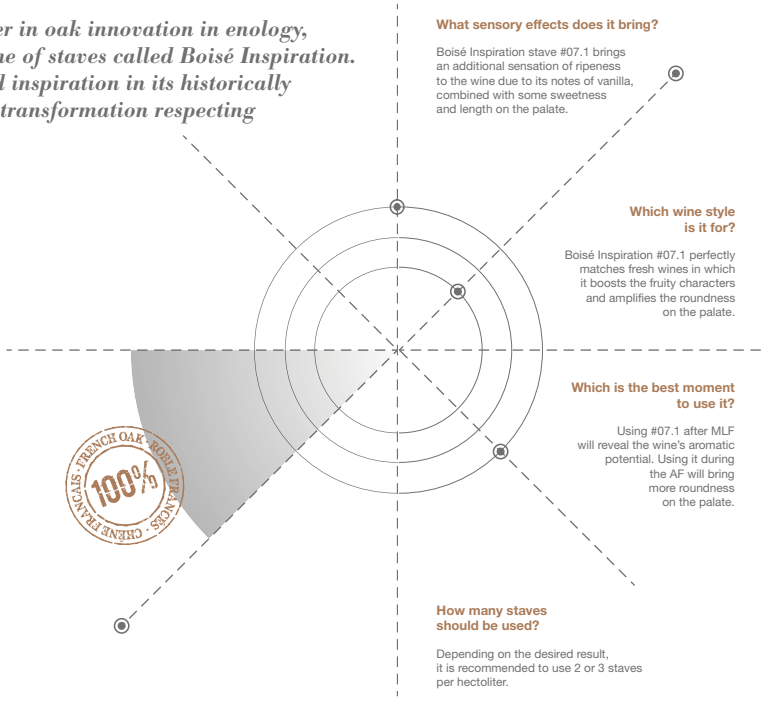 er in oak innovation in enology,
ne of staves called Boisé Inspiration.
d inspiration in its historically
transformation respecting
What sensory effects does it bring?
Boisé Inspiration stave #07.1 brings
an additional sensation of ripeness
to the wine due to its notes of vanilla,
combined with some sweetness
and length on the palate.
Which wine style
is it for?
Boisé Inspiration #07.1 perfectly
matches fresh wines in which
it boosts the fruity characters
and amplifies the roundness
on the palate.
Which is the best moment
to use it?
Using #07.1 after MLF
will reveal the wine's aromatic
potential. Using it during
the AF will bring
more roundness
on the palate.
FRENCH OAK · ROBLE FRANCÉS · CHÊNE FRANCAIS ·
100%
How many staves
should be used?
Depending on the desired result,
it is recommended to use 2 or 3 staves
per hectoliter.